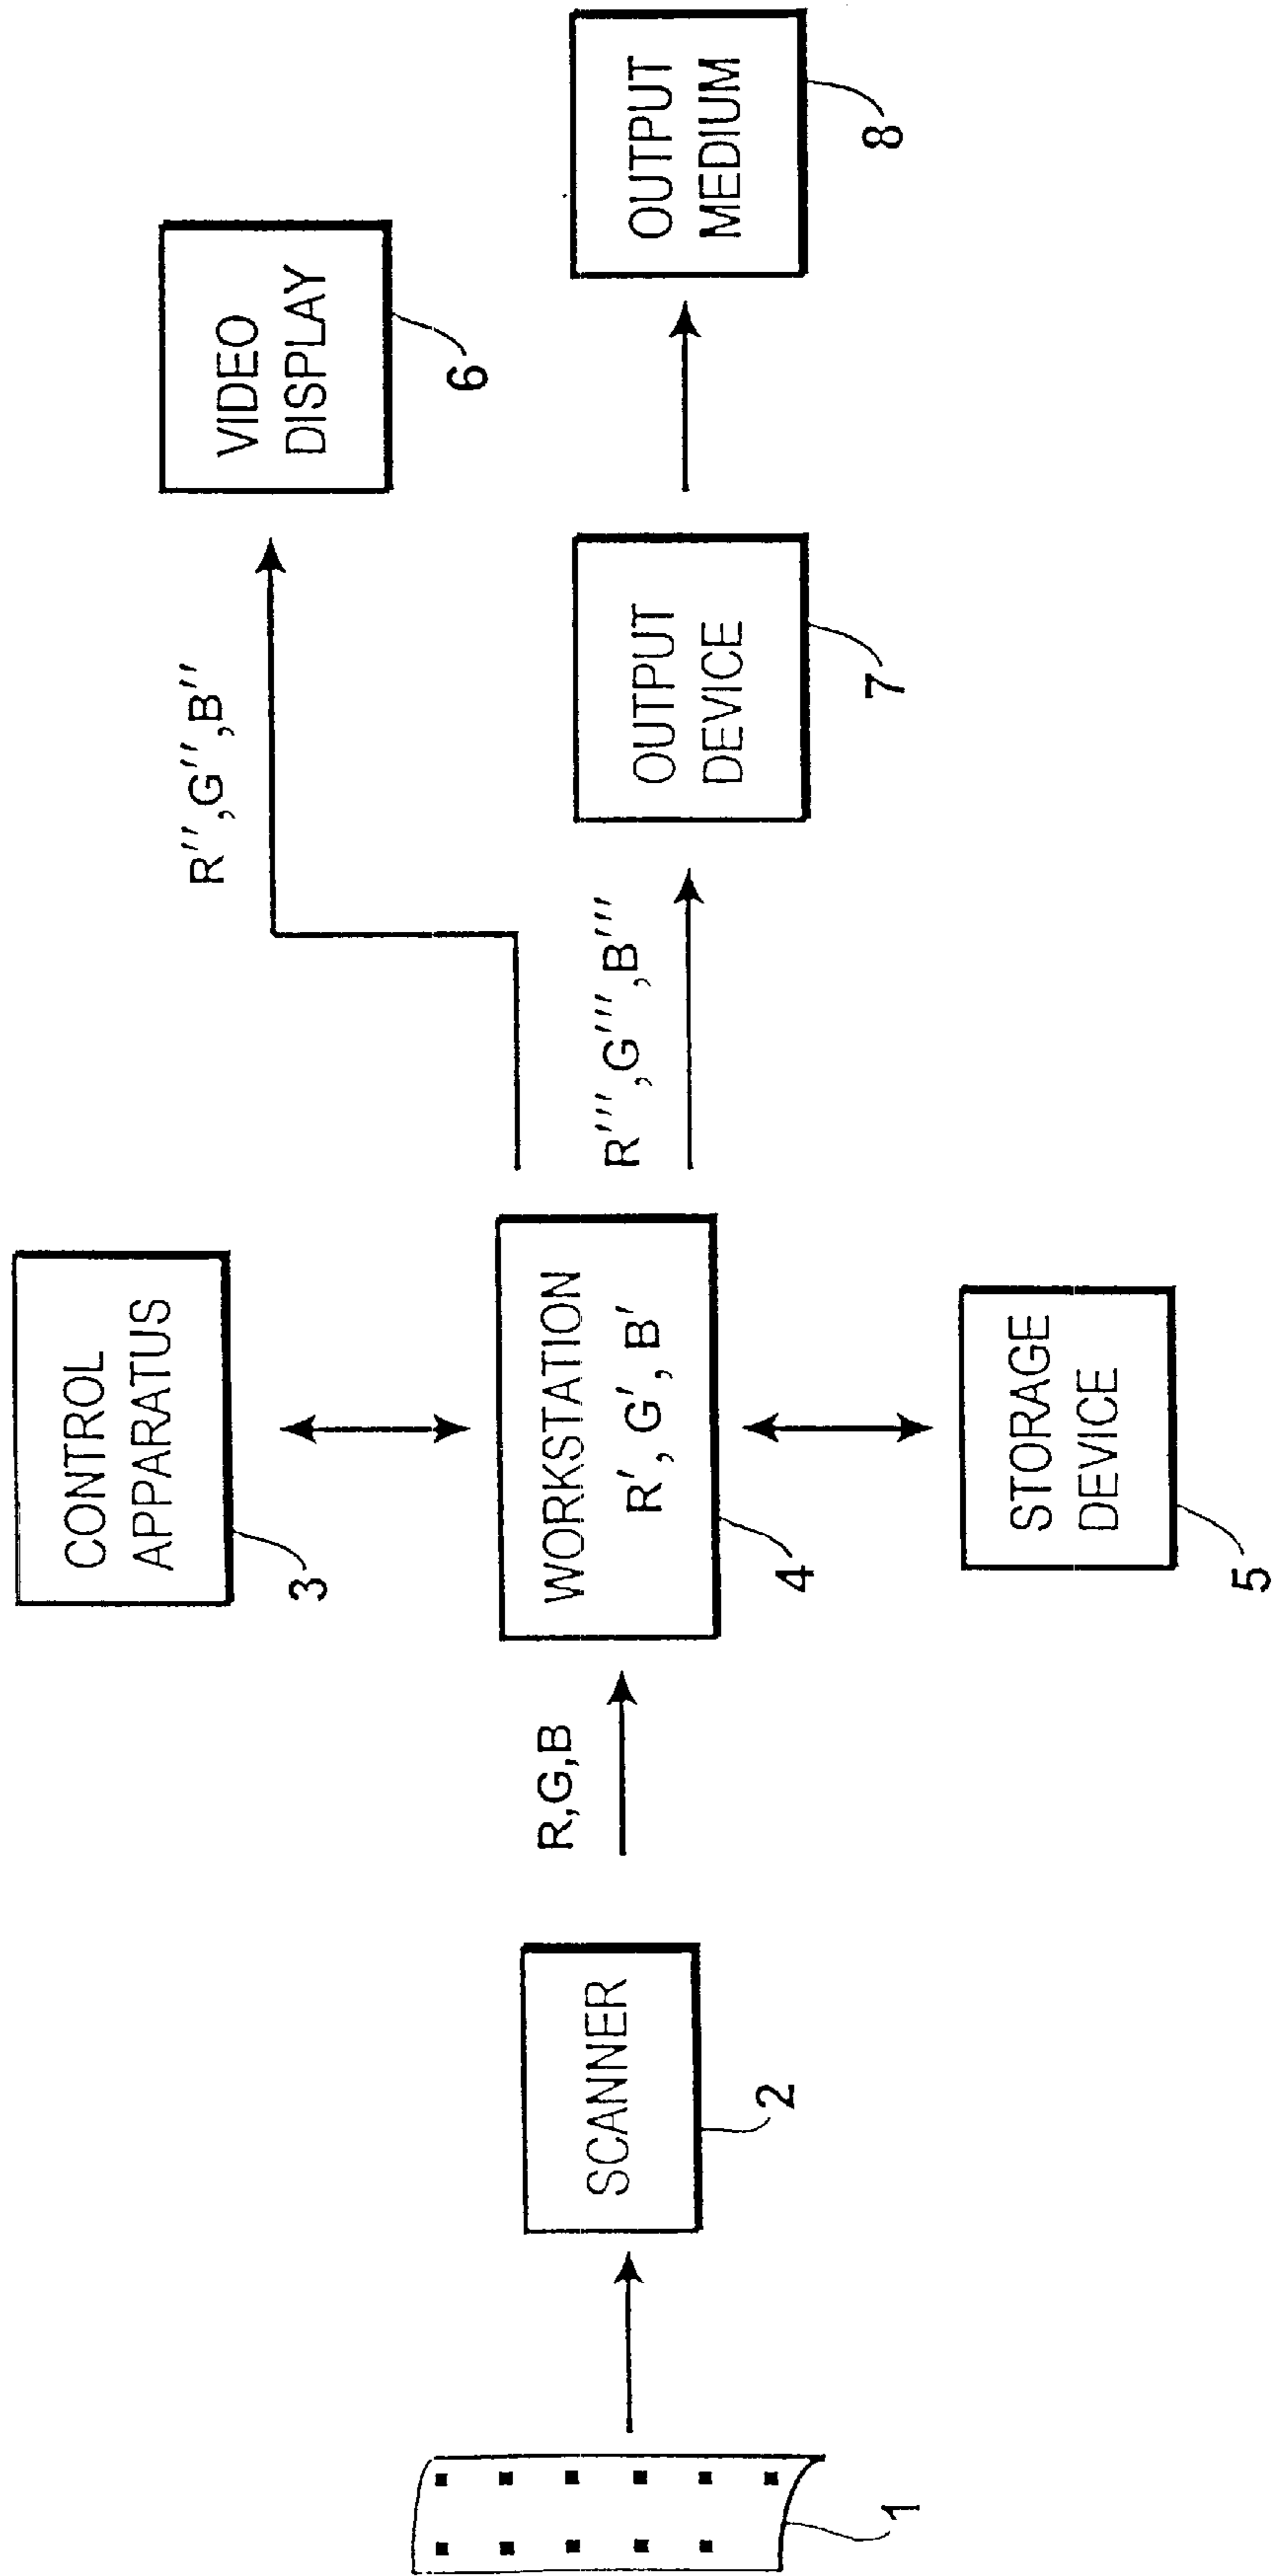 1
SCANNER
2
R,G,B
CONTROL
APPARATUS
3
WORKSTATION
R', G', B'
4
STORAGE
DEVICE
5
R'',G'',B''
VIDEO
DISPLAY
6
R''',G''',B'''
OUTPUT
DEVICE
7
OUTPUT
MEDIUM
8